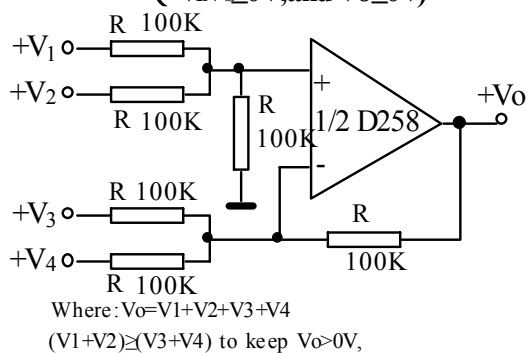 R 100K
+V1
+V2
R 100K
R
100K
+
1/2 D258
-
+Vo
R 100K
+V3
+V4
R 100K
R
100K
Where:Vo=V1+V2+V3+V4
(V1+V2)≥(V3+V4) to keep Vo>0V,